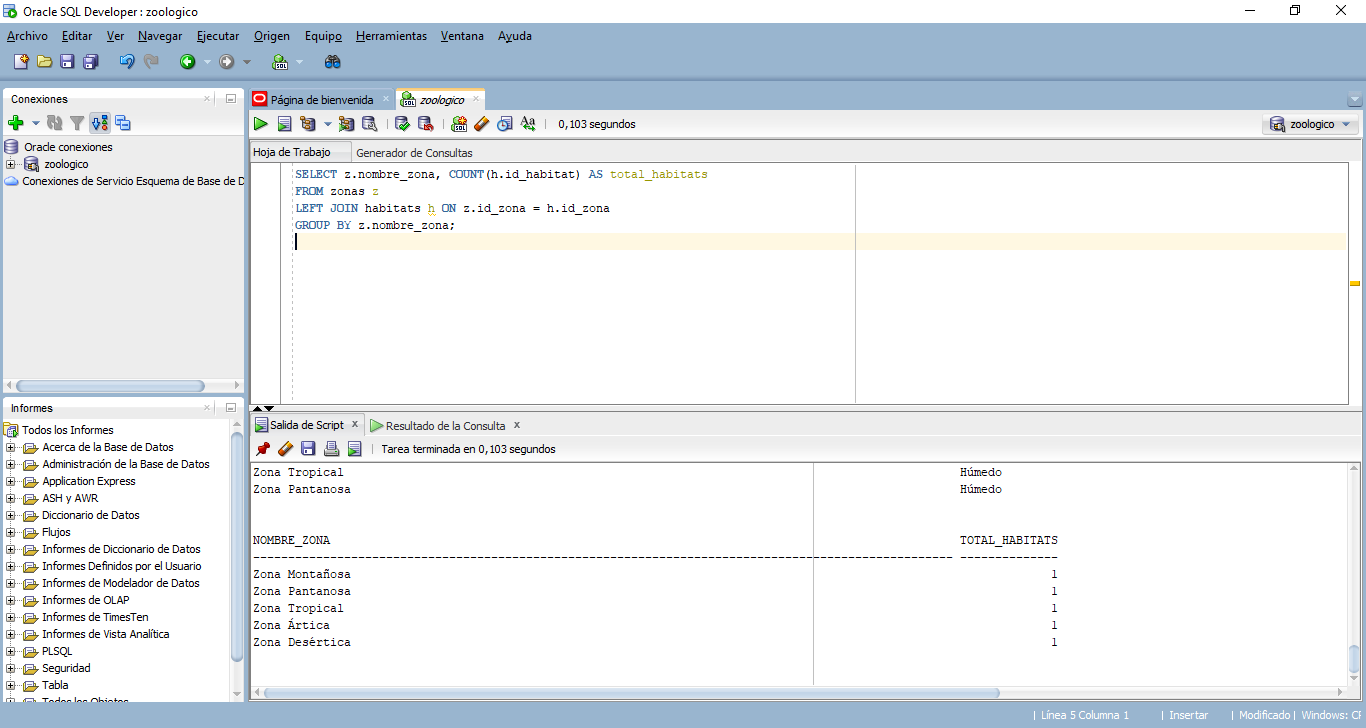 Oracle SQL Developer : zoologico
Archivo Editar Ver Navegar Ejecutar Origen Equipo Herramientas Ventana Ayuda
Conexiones
Oracle conexiones
zoologico
Conexiones de Servicio Esquema de Base de D
Informes
Todos los Informes
Acerca de la Base de Datos
Administración de la Base de Datos
Application Express
ASH y AWR
Diccionario de Datos
Flujos
Informes de Diccionario de Datos
Informes Definidos por el Usuario
Informes de Modelador de Datos
Informes de OLAP
Informes de TimesTen
Informes de Vista Analítica
PLSQL
Seguridad
Tabla
Todos los Objetos
Página de bienvenida zoologico
0,103 segundos zoologico
Hoja de Trabajo Generador de Consultas
SELECT z.nombre_zona, COUNT(h.id_habitat) AS total_habitats
FROM zonas z
LEFT JOIN habitats h ON z.id_zona = h.id_zona
GROUP BY z.nombre_zona;
Salida de Script Resultado de la Consulta
Tarea terminada en 0,103 segundos
Zona Tropical Húmedo
Zona Pantanosa Húmedo
NOMBRE_ZONA TOTAL_HABITATS
Zona Montañosa 1
Zona Pantanosa 1
Zona Tropical 1
Zona Ártica 1
Zona Desértica 1
| Línea 5 Columna 1 | Insertar | Modificado | Windows: CF